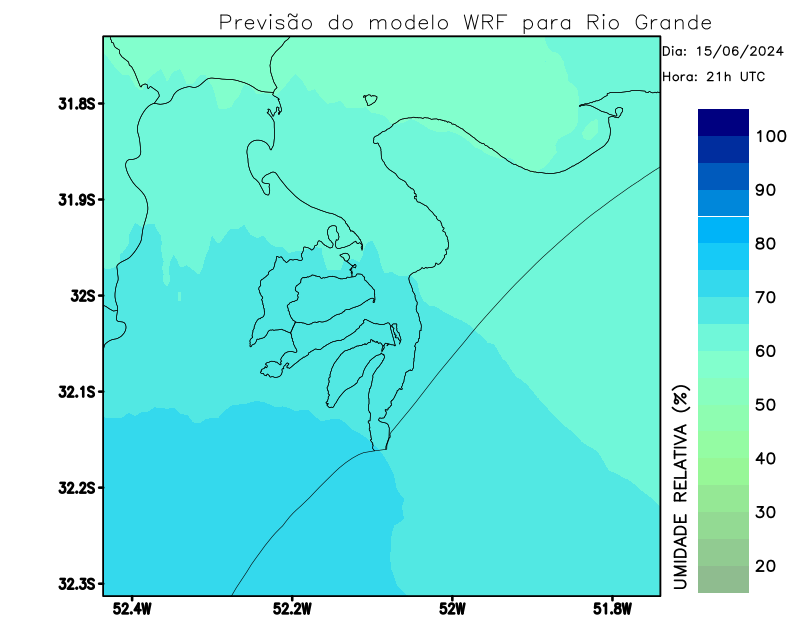 Previsão do modelo WRF para Rio Grande
Dia: 15/06/2024
Hora: 21h UTC
31.8S
31.9S
32S
32.1S
32.2S
32.3S
52.4W
52.2W
52W
51.8W
100
90
80
70
60
50
40
30
20
UMIDADE RELATIVA (%)